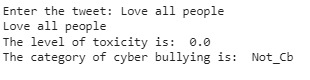 Enter the tweet: Love all people
Love all people
The level of toxicity is:  0.0
The category of cyber bullying is:  Not_Cb